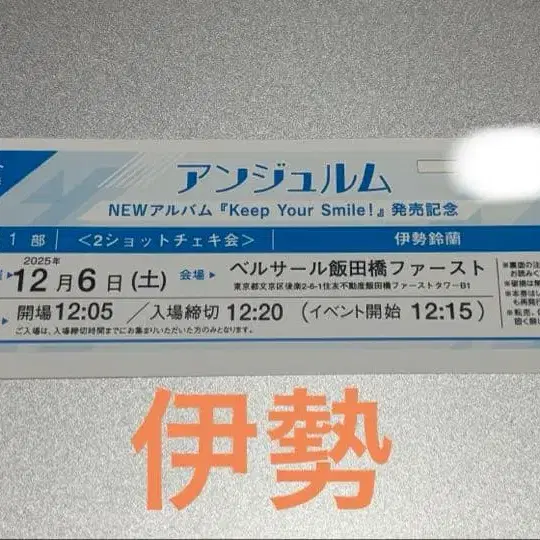 アンジュルム
NEWアルバム『Keep Your Smile!』発売記念
1 部 <2ショットチェキ会> 伊勢鈴蘭
2025年
12月6日(土) 会場▶ ベルサール飯田橋ファースト
東京都文京区後楽2-6-1住友不動産飯田橋ファーストタワーB1
開場12:05 /入場締切 12:20 (イベント開始 12:15)
ご入場は、入場締切時間までにお集まりいただいた方のみとなります。
伊勢